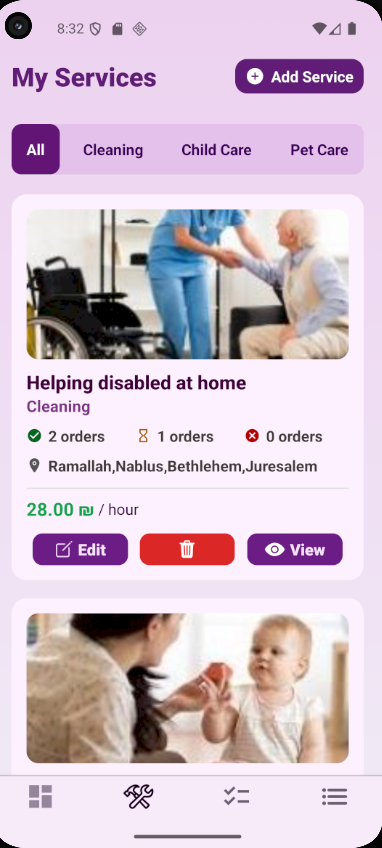 8:32
My Services
Add Service
All Cleaning Child Care Pet Care
Helping disabled at home
Cleaning
2 orders 1 orders 0 orders
Ramallah,Nablus,Bethlehem,Juresalem
28.00 ₪ / hour
Edit View